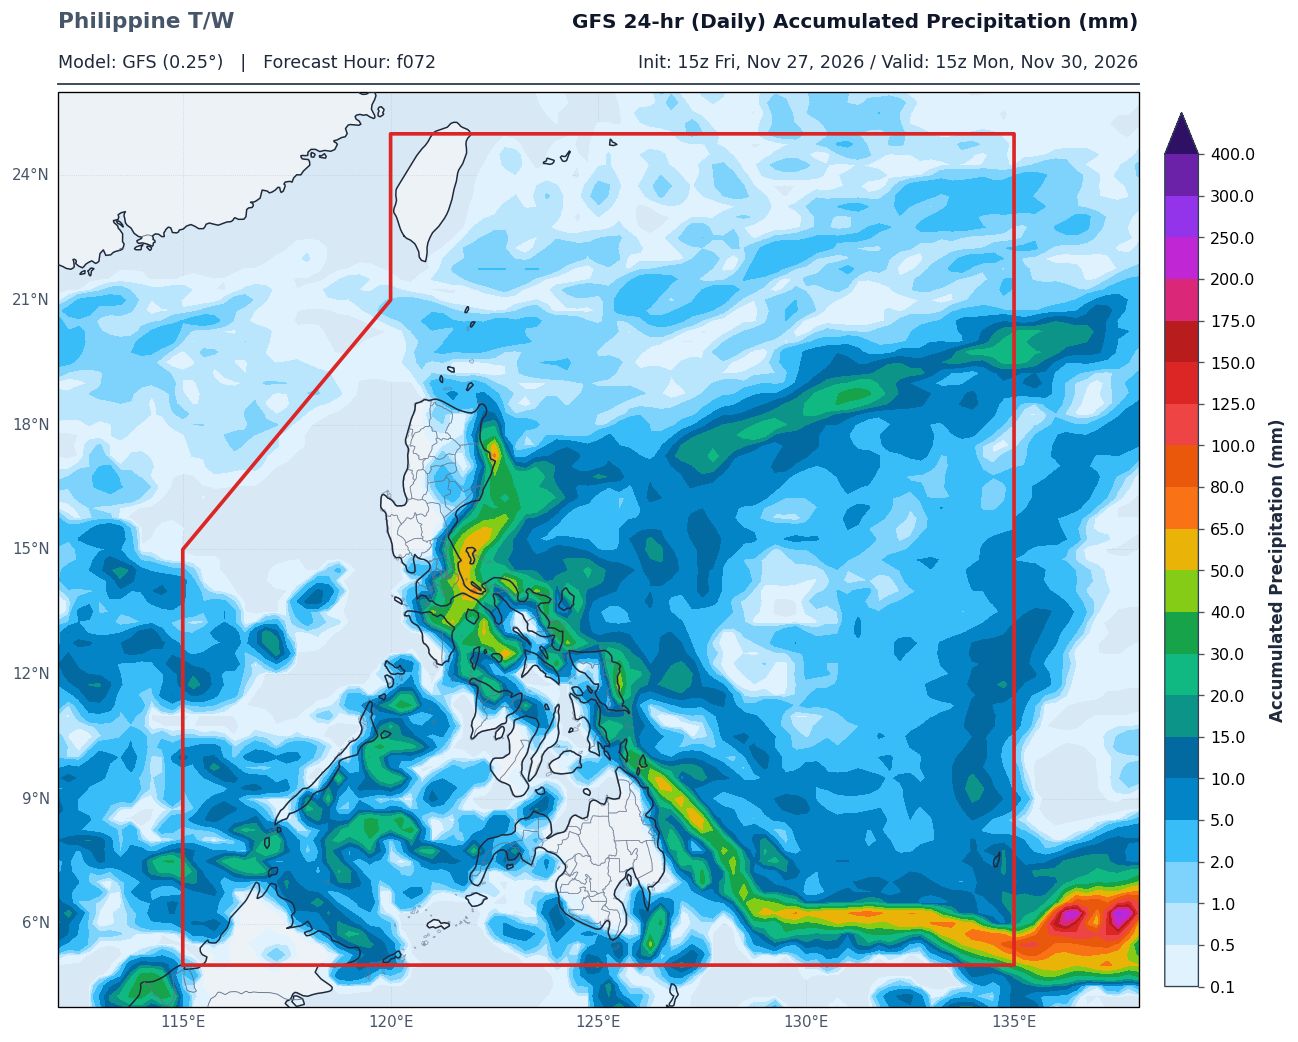 Philippine T/W
GFS 24-hr (Daily) Accumulated Precipitation (mm)
Model: GFS (0.25°)   |   Forecast Hour: f072
Init: 15z Fri, Nov 27, 2026 / Valid: 15z Mon, Nov 30, 2026
24°N
21°N
18°N
15°N
12°N
9°N
6°N
115°E
120°E
125°E
130°E
135°E
400.0
300.0
250.0
200.0
175.0
150.0
125.0
100.0
80.0
65.0
50.0
40.0
30.0
20.0
15.0
10.0
5.0
2.0
1.0
0.5
0.1
Accumulated Precipitation (mm)